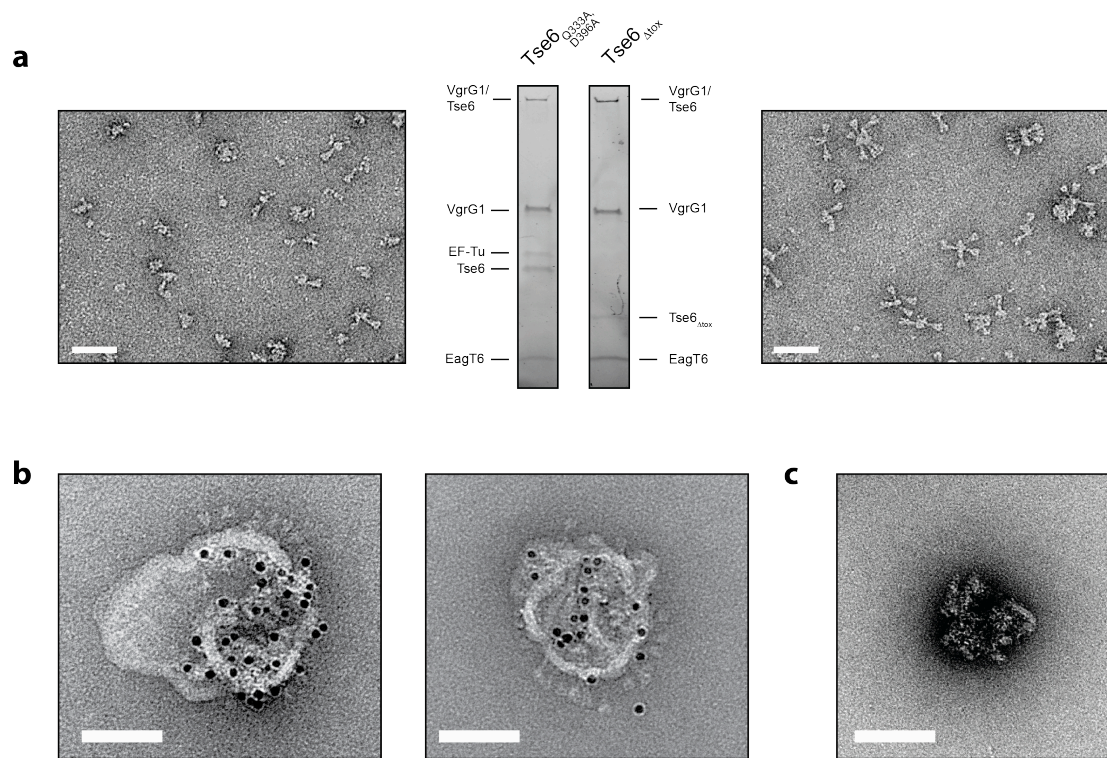 a
Tse6 Q333A, D396A
Tse6 Δtox
VgrG1/
Tse6
VgrG1
EF-Tu
Tse6
EagT6
VgrG1/
Tse6
VgrG1
Tse6Δtox
EagT6
b
c